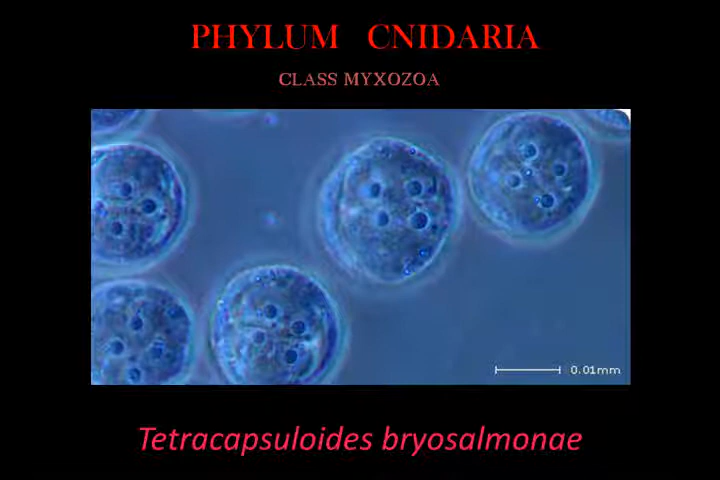 PHYLUM CNIDARIA
CLASS MYXOZOA
0.01mm
Tetracapsuloides bryosalmonae